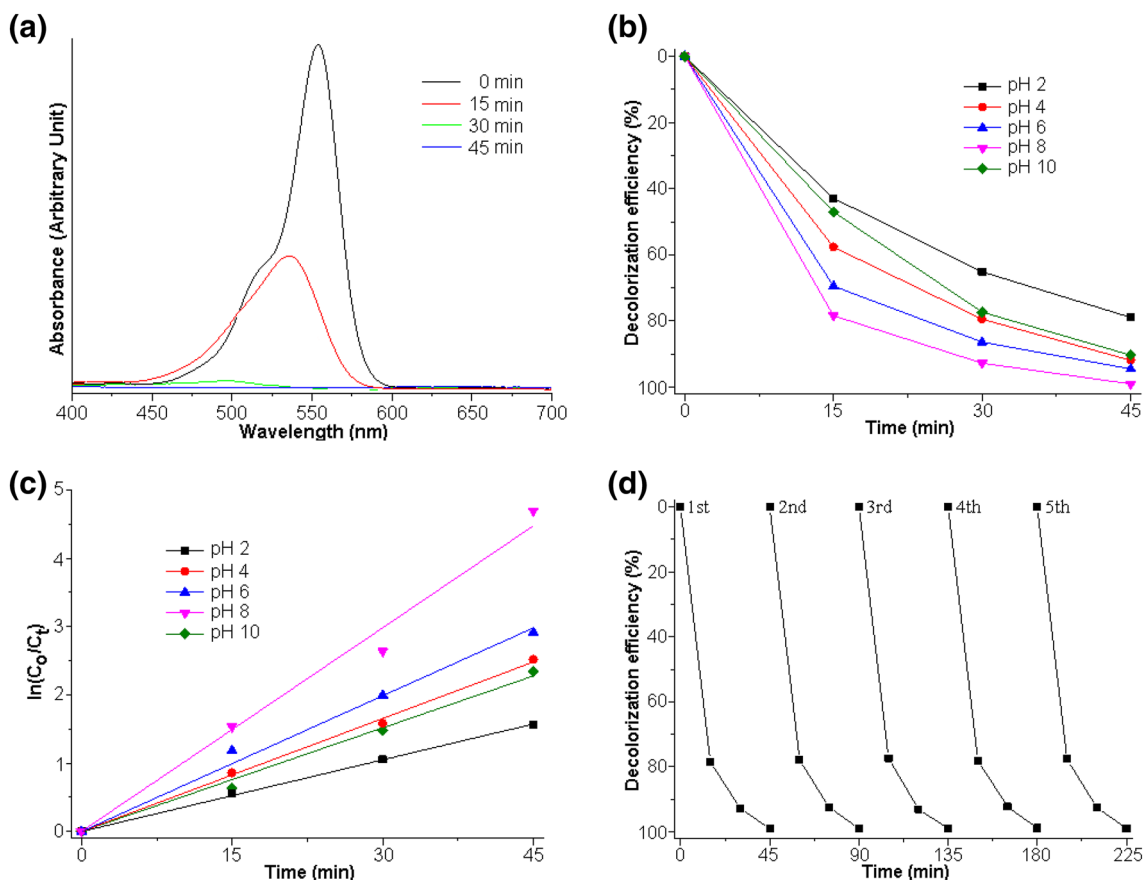 (a)
Absorbance (Arbitrary Unit)
0 min
15 min
30 min
45 min
400 450 500 550 600 650 700
Wavelength (nm)
(b)
Decolorization efficiency (%)
0
20
40
60
80
100
pH 2
pH 4
pH 6
pH 8
pH 10
0 15 30 45
Time (min)
(c)
ln(Co/Ct)
5
4
3
2
1
0
pH 2
pH 4
pH 6
pH 8
pH 10
0 15 30 45
Time (min)
(d)
Decolorization efficiency (%)
0
20
40
60
80
100
1st 2nd 3rd 4th 5th
0 45 90 135 180 225
Time (min)